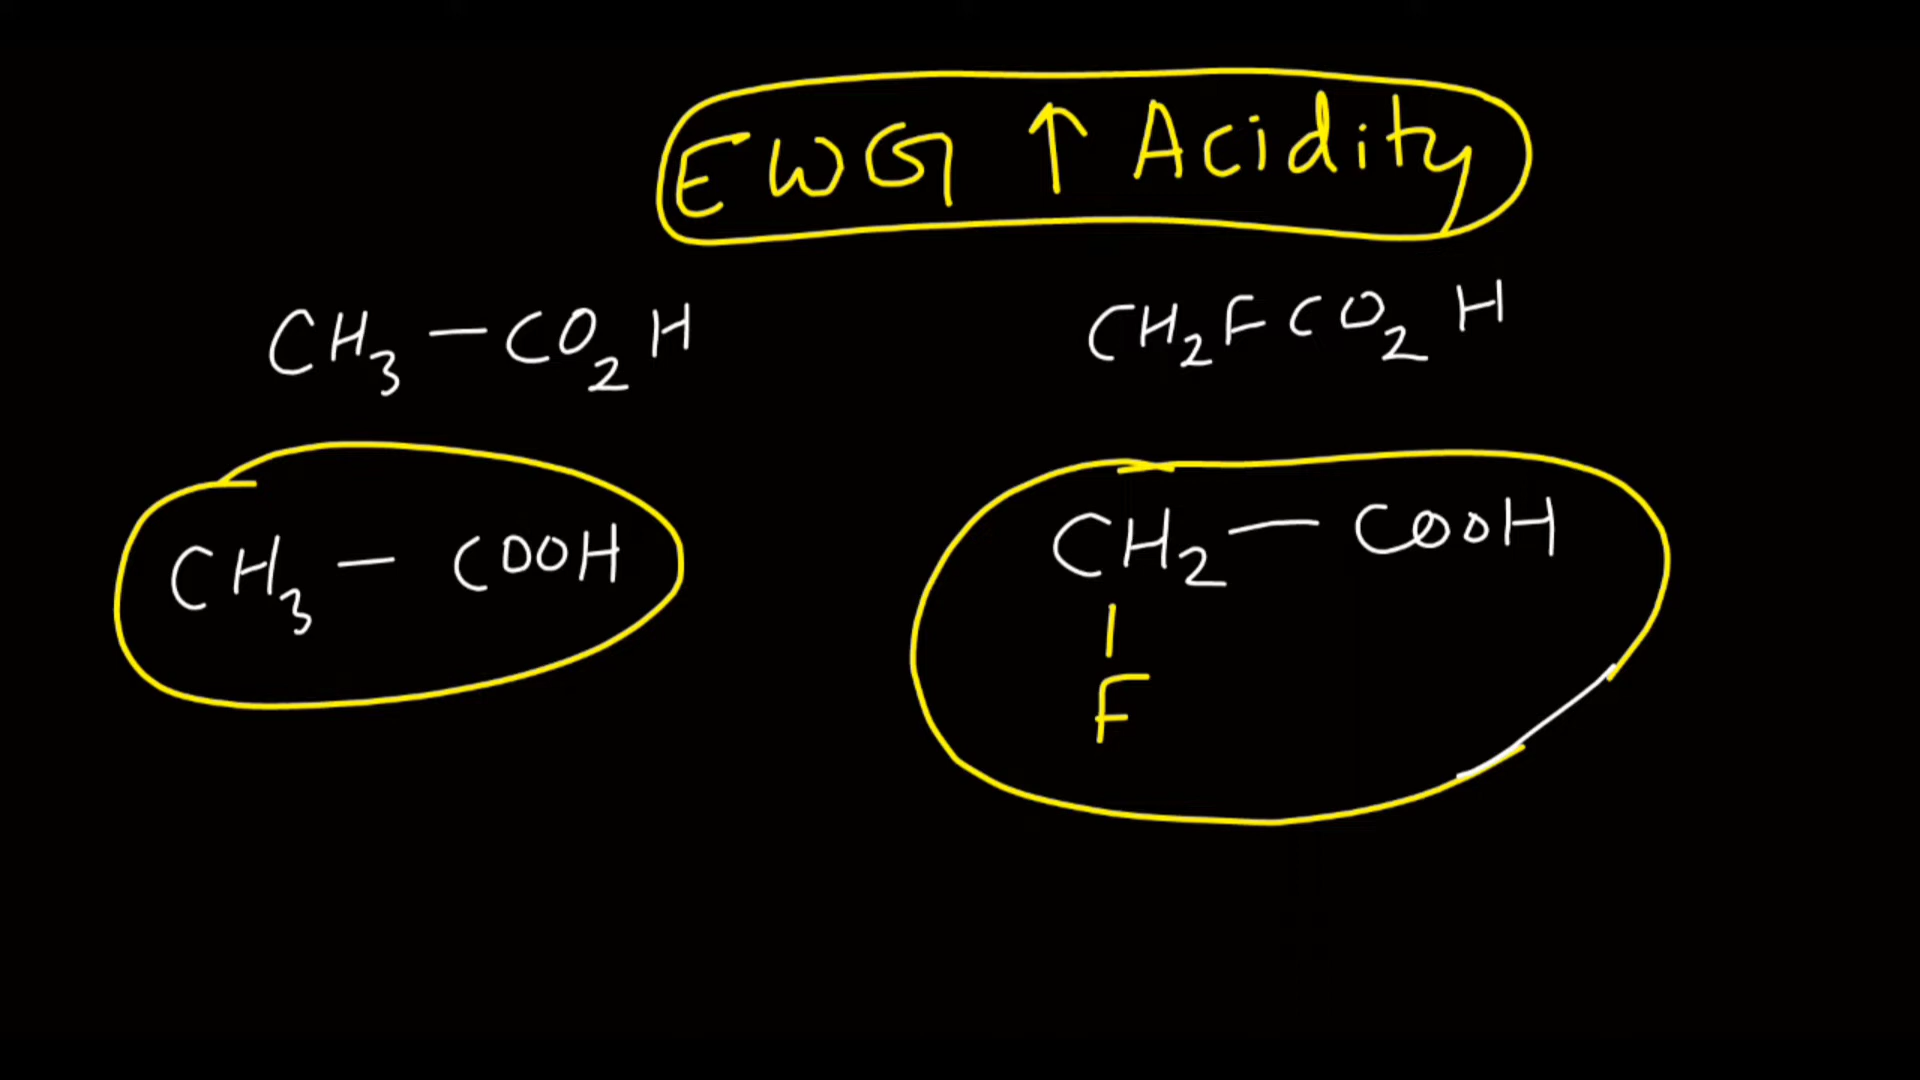 EWG ↑ Acidity
CH₃ — CO₂H
CH₂FCO₂H
CH₃ — COOH
CH₂ — COOH
|
F